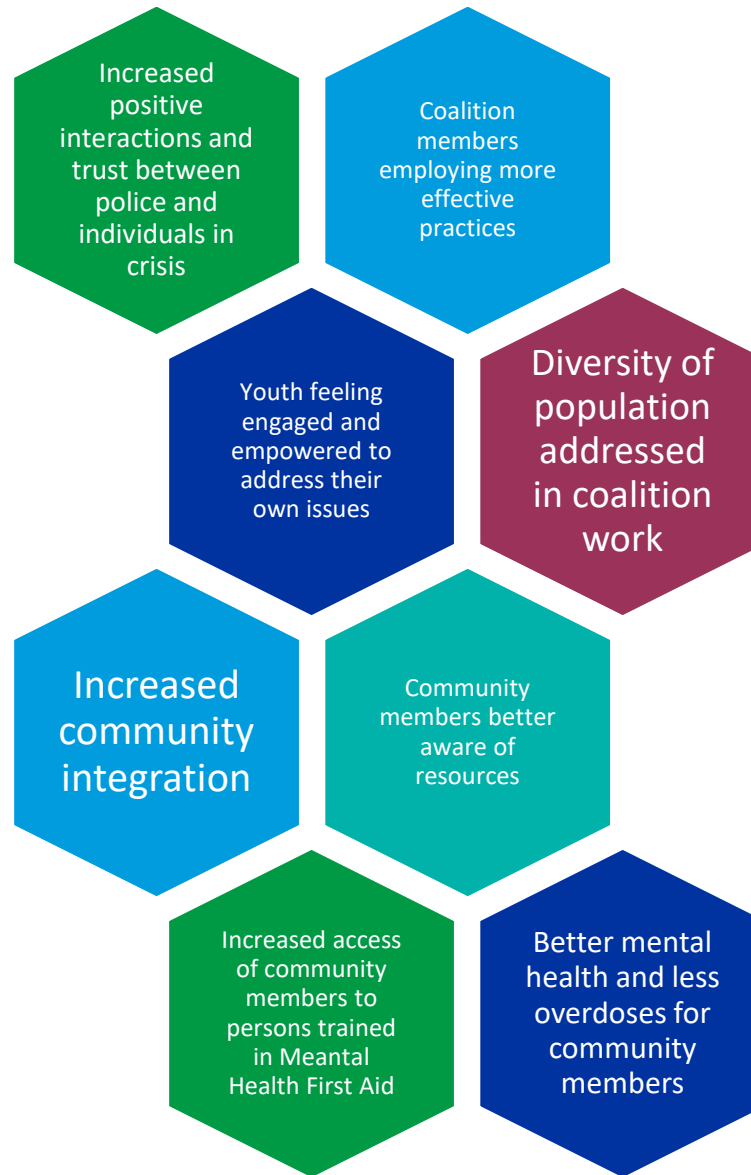 Increased
positive
interactions and
trust between
police and
individuals in
crisis
Coalition
members
employing more
effective
practices
Youth feeling
engaged and
empowered to
address their
own issues
Diversity of
population
addressed
in coalition
work
Increased
community
integration
Community
members better
aware of
resources
Increased access
of community
members to
persons trained
in Meantal
Health First Aid
Better mental
health and less
overdoses for
community
members